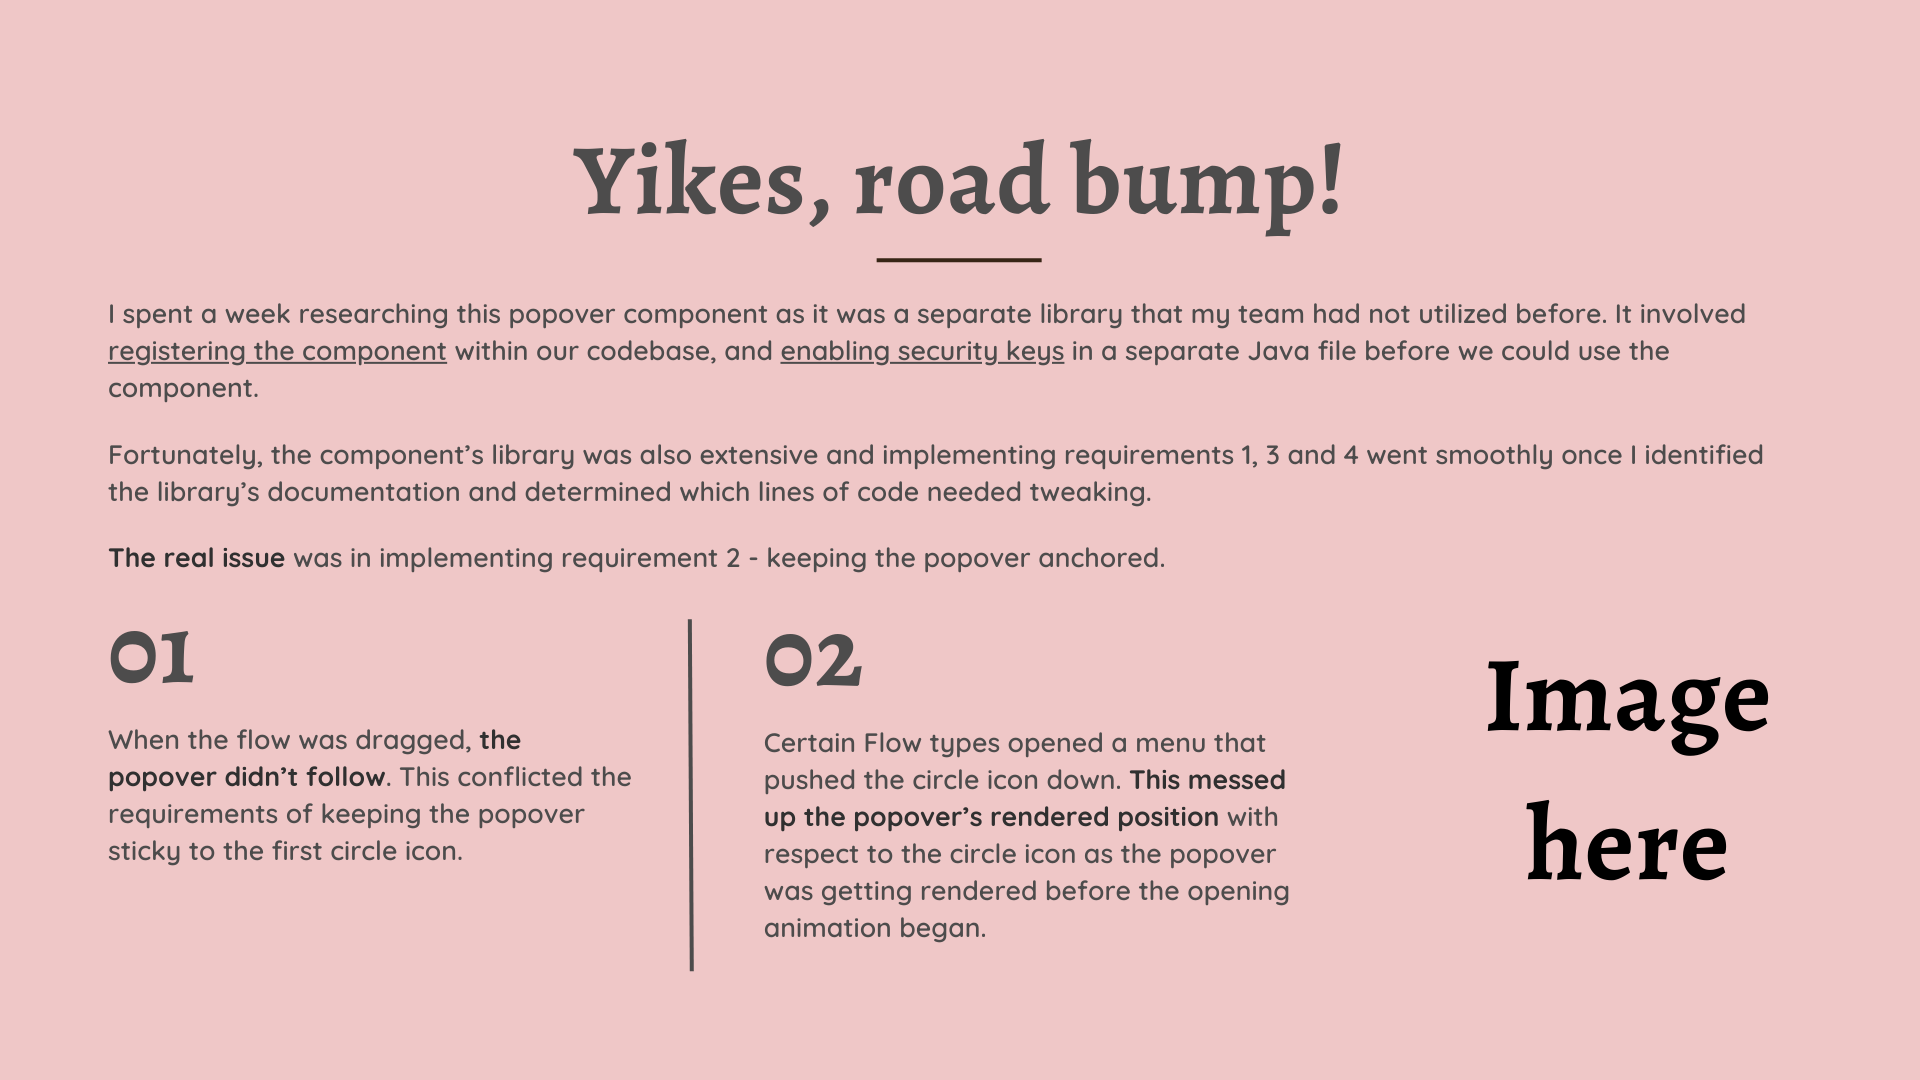 Yikes, road bump!
I spent a week researching this popover component as it was a separate library that my team had not utilized before. It involved
registering the component within our codebase, and enabling security keys in a separate Java file before we could use the
component.
Fortunately, the component’s library was also extensive and implementing requirements 1, 3 and 4 went smoothly once I identified
the library’s documentation and determined which lines of code needed tweaking.
The real issue was in implementing requirement 2 - keeping the popover anchored.
01
When the flow was dragged, the
popover didn’t follow. This conflicted the
requirements of keeping the popover
sticky to the first circle icon.
02
Certain Flow types opened a menu that
pushed the circle icon down. This messed
up the popover’s rendered position with
respect to the circle icon as the popover
was getting rendered before the opening
animation began.
Image
here